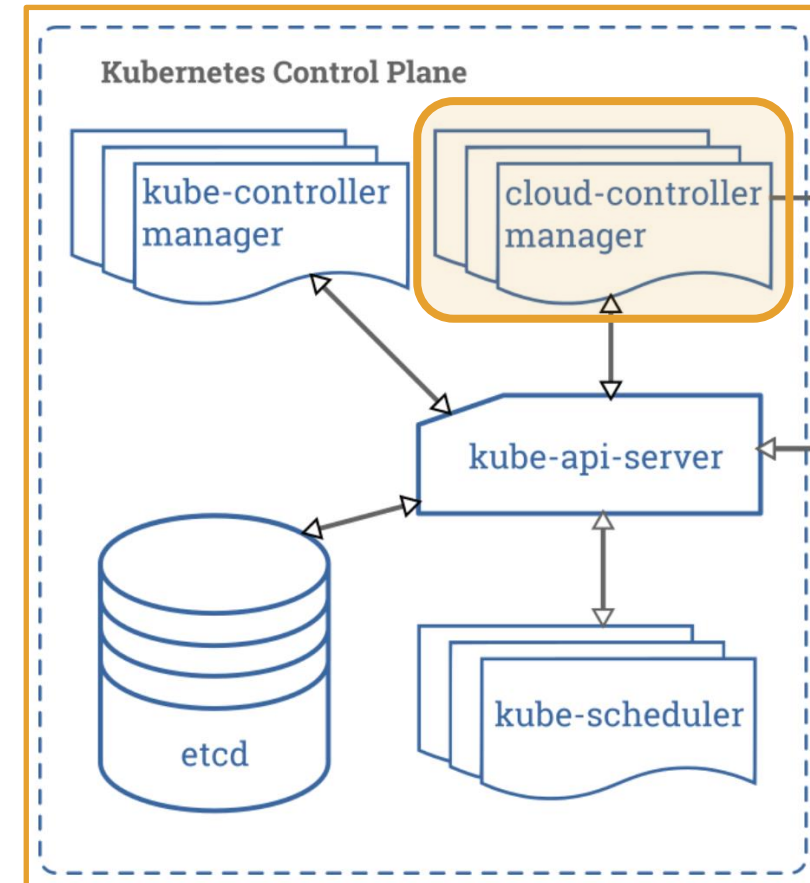 Kubernetes Control Plane
kube-controller
manager
cloud-controller
manager
kube-api-server
etcd
kube-scheduler